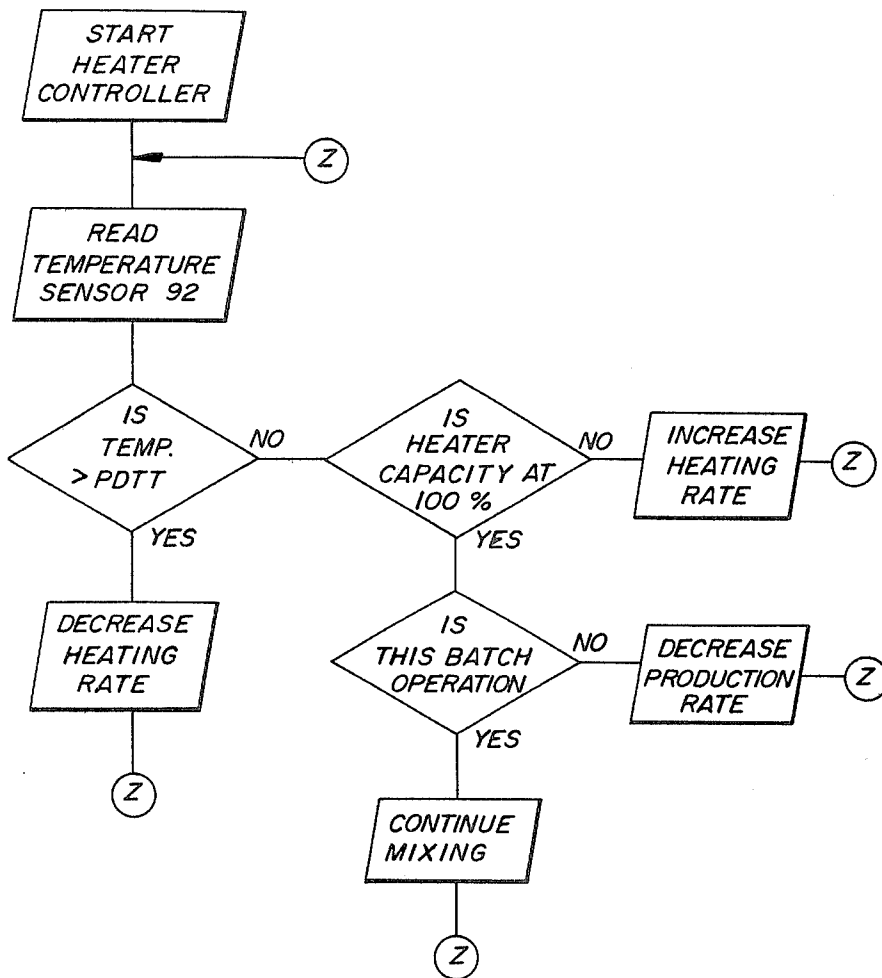 START
HEATER
CONTROLLER
Z
READ
TEMPERATURE
SENSOR 92
IS
TEMP.
> PDTT
NO
YES
IS
HEATER
CAPACITY AT
100 %
NO
YES
INCREASE
HEATING
RATE
Z
DECREASE
HEATING
RATE
Z
IS
THIS BATCH
OPERATION
NO
YES
DECREASE
PRODUCTION
RATE
Z
CONTINUE
MIXING
Z